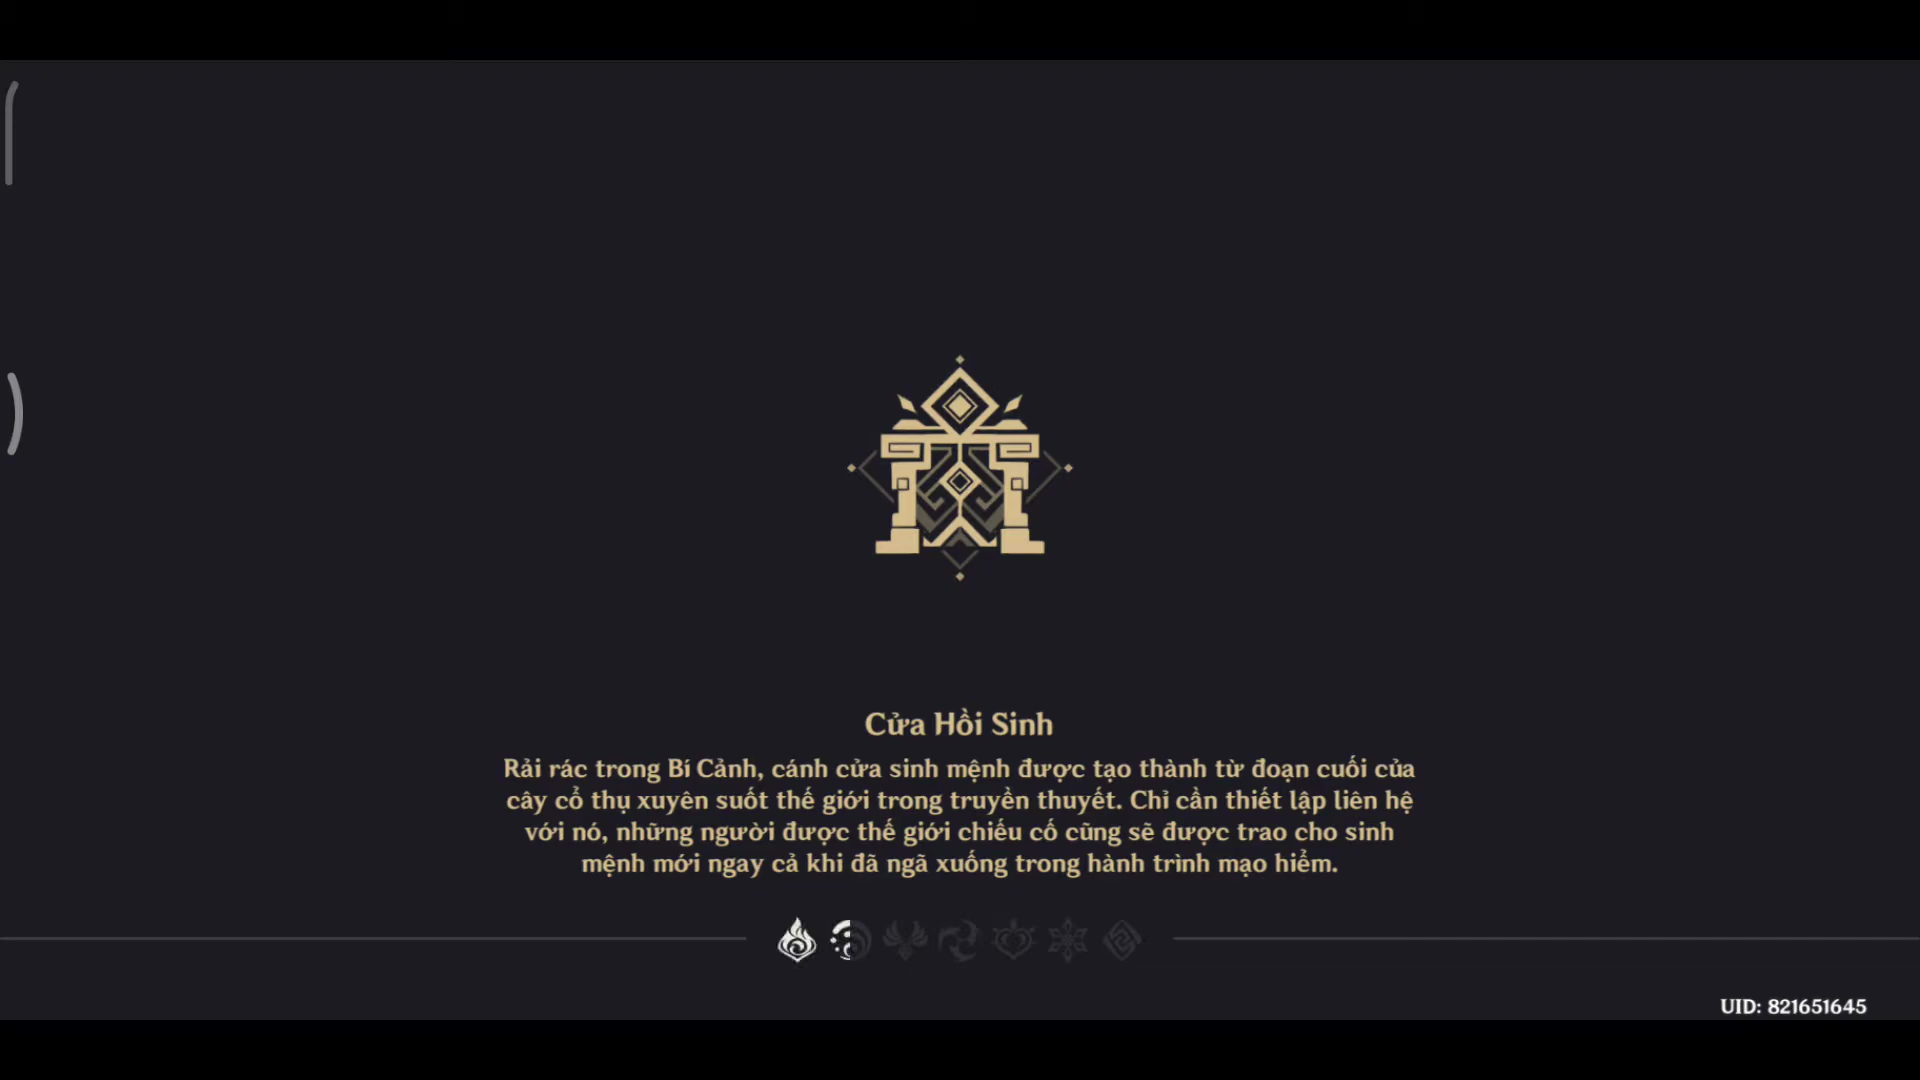 Cửa Hồi Sinh
Rải rác trong Bí Cảnh, cánh cửa sinh mệnh được tạo thành từ đoạn cuối của
cây cổ thụ xuyên suốt thế giới trong truyền thuyết. Chỉ cần thiết lập liên hệ
với nó, những người được thế giới chiếu cố cũng sẽ được trao cho sinh
mệnh mới ngay cả khi đã ngã xuống trong hành trình mạo hiểm.
UID: 821651645